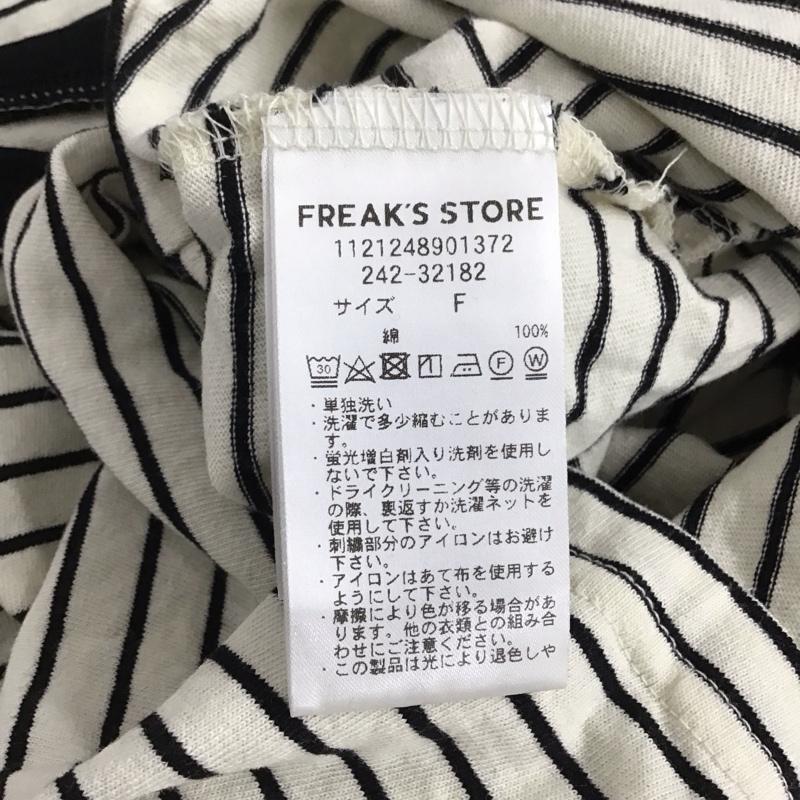 FREAK'S STORE
1121248901372
242-32182
サイズ F
綿 100%
30 F W
・単独洗い
・洗濯で多少縮むことがありま
す。
・蛍光増白剤入り洗剤を使用し
ないで下さい。
・ドライクリーニング等の洗濯
の際、裏返すか洗濯ネットを
使用して下さい。
・刺繍部分のアイロンはお避け
下さい。
・アイロンはあて布を使用する
ようにして下さい。
・摩擦により色が移る場合があ
ります。他の衣類との組み合
わせにご注意ください。
・この製品は光により退色しや